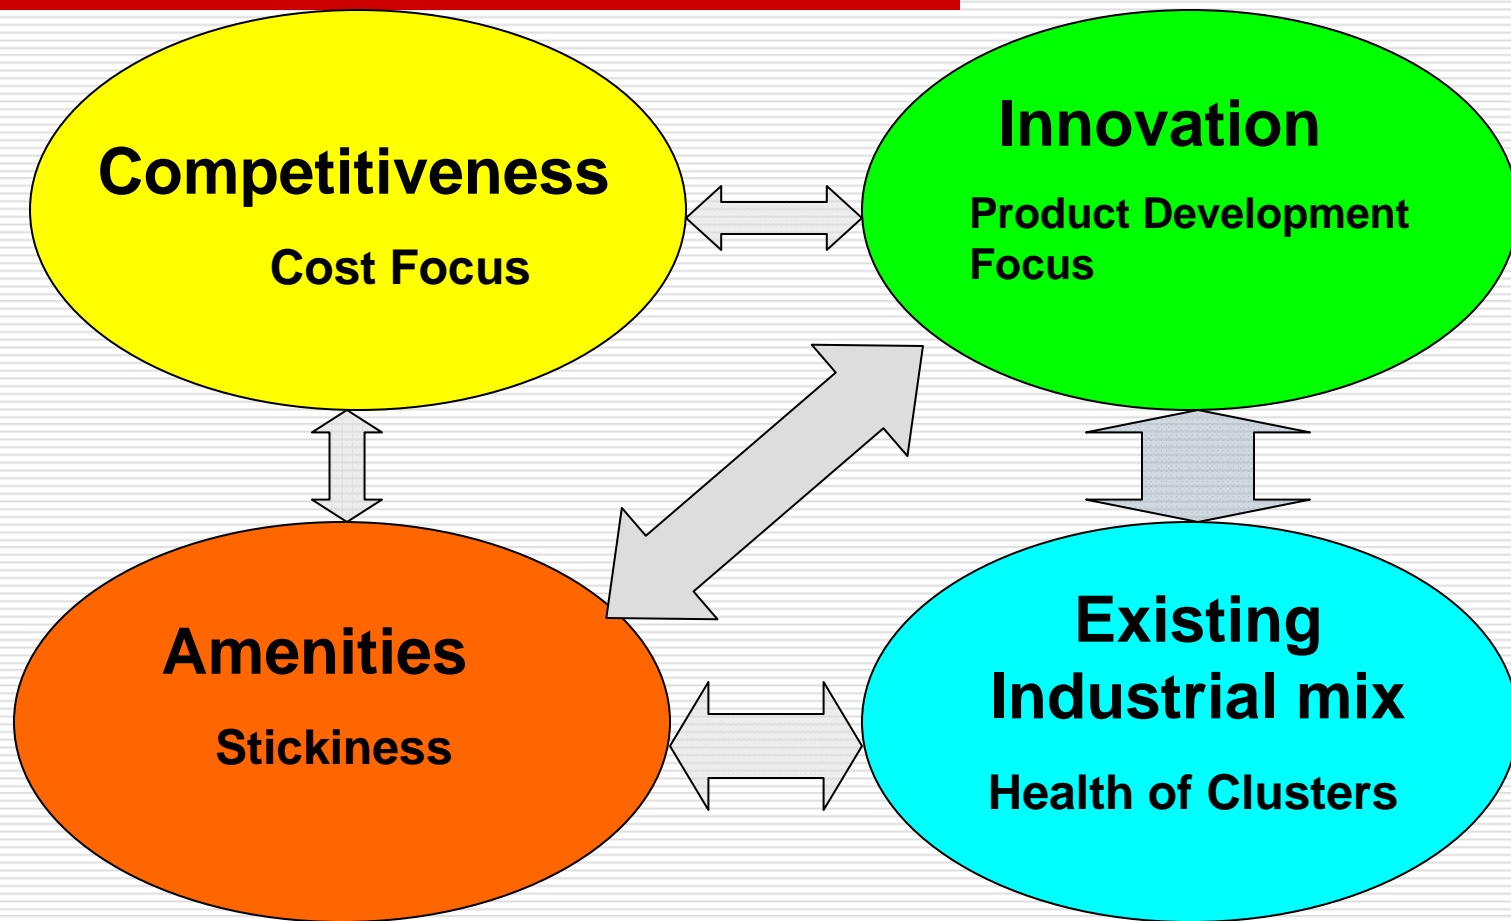 Competitiveness
Cost Focus
Innovation
Product Development
Focus
Amenities
Stickiness
Existing
Industrial mix
Health of Clusters